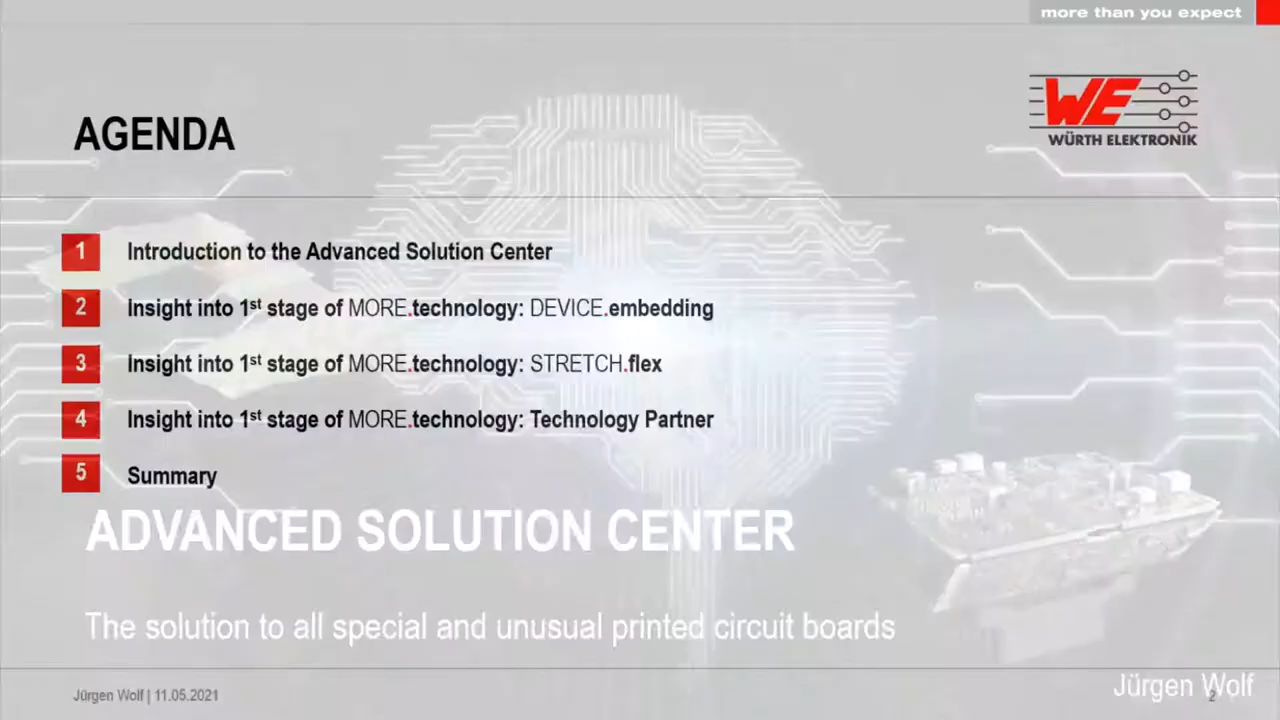 more than you expect
WE
WÜRTH ELEKTRONIK
AGENDA
1 Introduction to the Advanced Solution Center
2 Insight into 1st stage of MORE.technology: DEVICE.embedding
3 Insight into 1st stage of MORE.technology: STRETCH.flex
4 Insight into 1st stage of MORE.technology: Technology Partner
5 Summary
ADVANCED SOLUTION CENTER
The solution to all special and unusual printed circuit boards
Jürgen Wolf | 11.05.2021
Jürgen Wolf
2